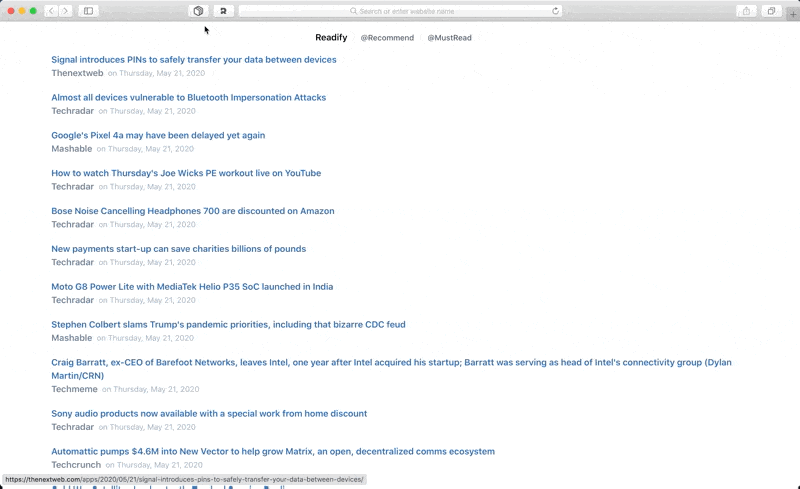 Search or enter website name
Readify @Recommend @MustRead
Signal introduces PINs to safely transfer your data between devices
Thenextweb on Thursday, May 21, 2020
Almost all devices vulnerable to Bluetooth Impersonation Attacks
Techradar on Thursday, May 21, 2020
Google's Pixel 4a may have been delayed yet again
Mashable on Thursday, May 21, 2020
How to watch Thursday's Joe Wicks PE workout live on YouTube
Techradar on Thursday, May 21, 2020
Bose Noise Cancelling Headphones 700 are discounted on Amazon
Techradar on Thursday, May 21, 2020
New payments start-up can save charities billions of pounds
Techradar on Thursday, May 21, 2020
Moto G8 Power Lite with MediaTek Helio P35 SoC launched in India
Techradar on Thursday, May 21, 2020
Stephen Colbert slams Trump's pandemic priorities, including that bizarre CDC feud
Mashable on Thursday, May 21, 2020
Craig Barratt, ex-CEO of Barefoot Networks, leaves Intel, one year after Intel acquired his startup; Barratt was serving as head of Intel's connectivity group (Dylan
Martin/CRN)
Techmeme on Thursday, May 21, 2020
Sony audio products now available with a special work from home discount
Techradar on Thursday, May 21, 2020
Automattic pumps $4.6M into New Vector to help grow Matrix, an open, decentralized comms ecosystem
Techcrunch on Thursday, May 21, 2020
https://thenextweb.com/apps/2020/05/21/signal-introduces-pins-to-safely-transfer-your-data-between-devices/